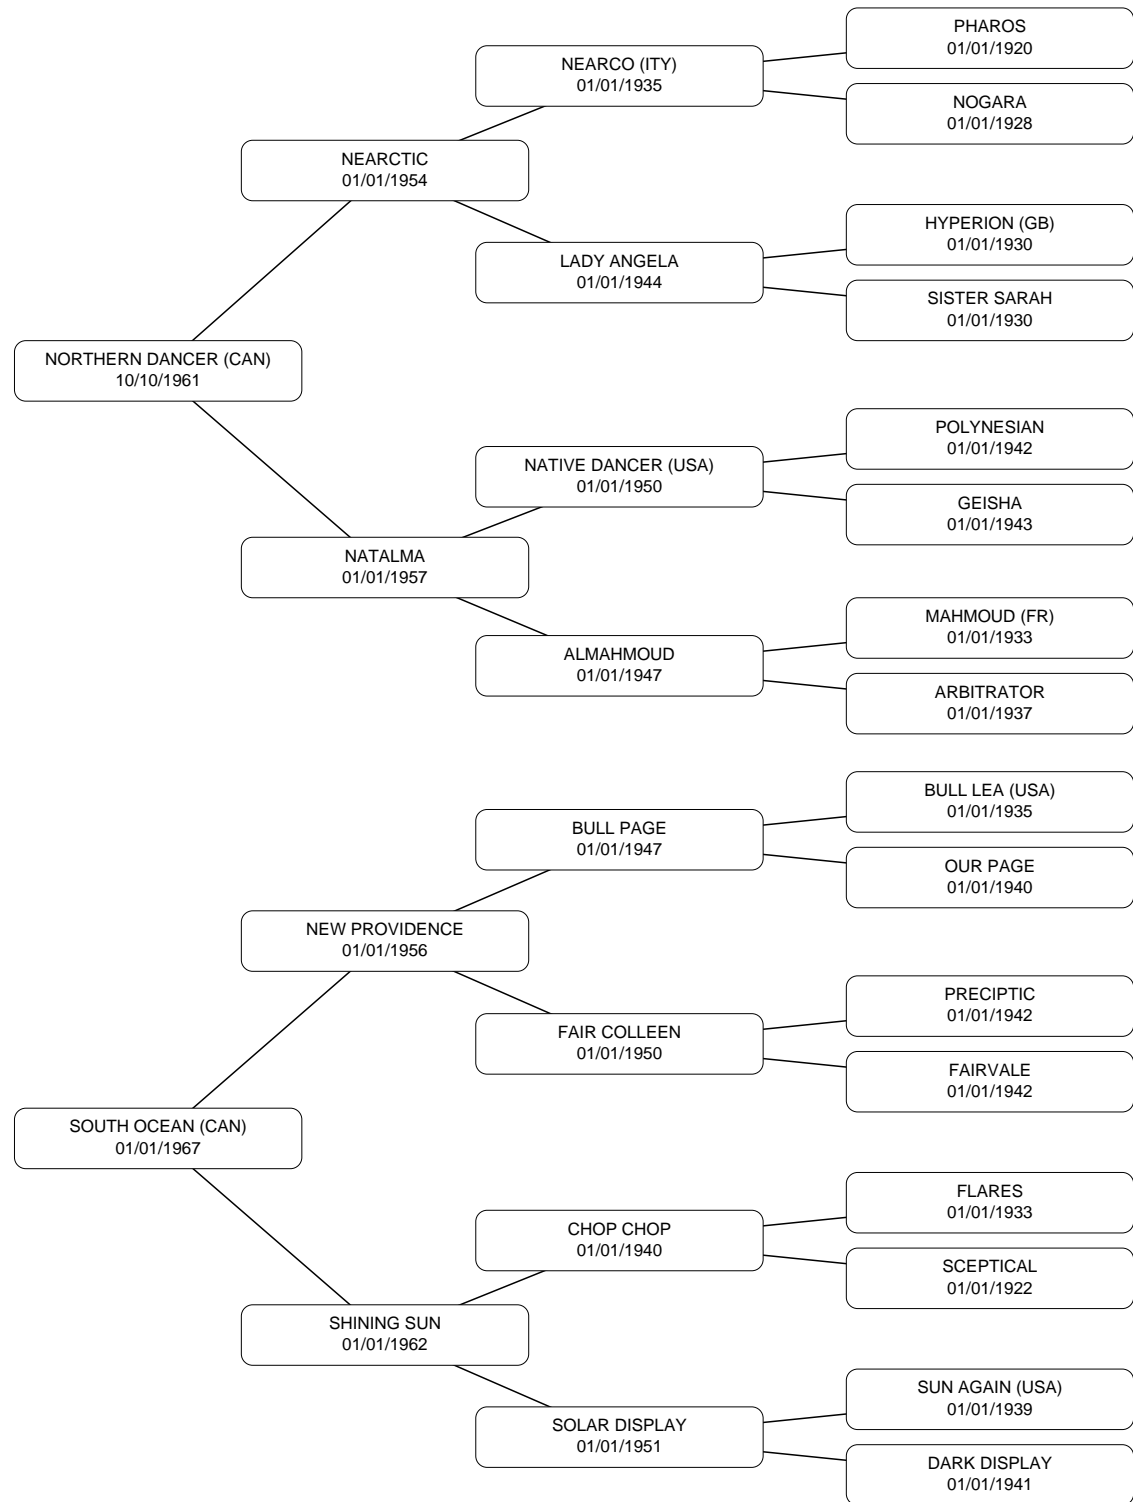 PHAROS
01/01/1920
NEARCO (ITY)
01/01/1935
NOGARA
01/01/1928
NEARCTIC
01/01/1954
HYPERION (GB)
01/01/1930
LADY ANGELA
01/01/1944
SISTER SARAH
01/01/1930
NORTHERN DANCER (CAN)
10/10/1961
POLYNESIAN
01/01/1942
NATIVE DANCER (USA)
01/01/1950
GEISHA
01/01/1943
NATALMA
01/01/1957
MAHMOUD (FR)
01/01/1933
ALMAHMOUD
01/01/1947
ARBITRATOR
01/01/1937
BULL LEA (USA)
01/01/1935
BULL PAGE
01/01/1947
OUR PAGE
01/01/1940
NEW PROVIDENCE
01/01/1956
PRECIPTIC
01/01/1942
FAIR COLLEEN
01/01/1950
FAIRVALE
01/01/1942
SOUTH OCEAN (CAN)
01/01/1967
FLARES
01/01/1933
CHOP CHOP
01/01/1940
SCEPTICAL
01/01/1922
SHINING SUN
01/01/1962
SUN AGAIN (USA)
01/01/1939
SOLAR DISPLAY
01/01/1951
DARK DISPLAY
01/01/1941